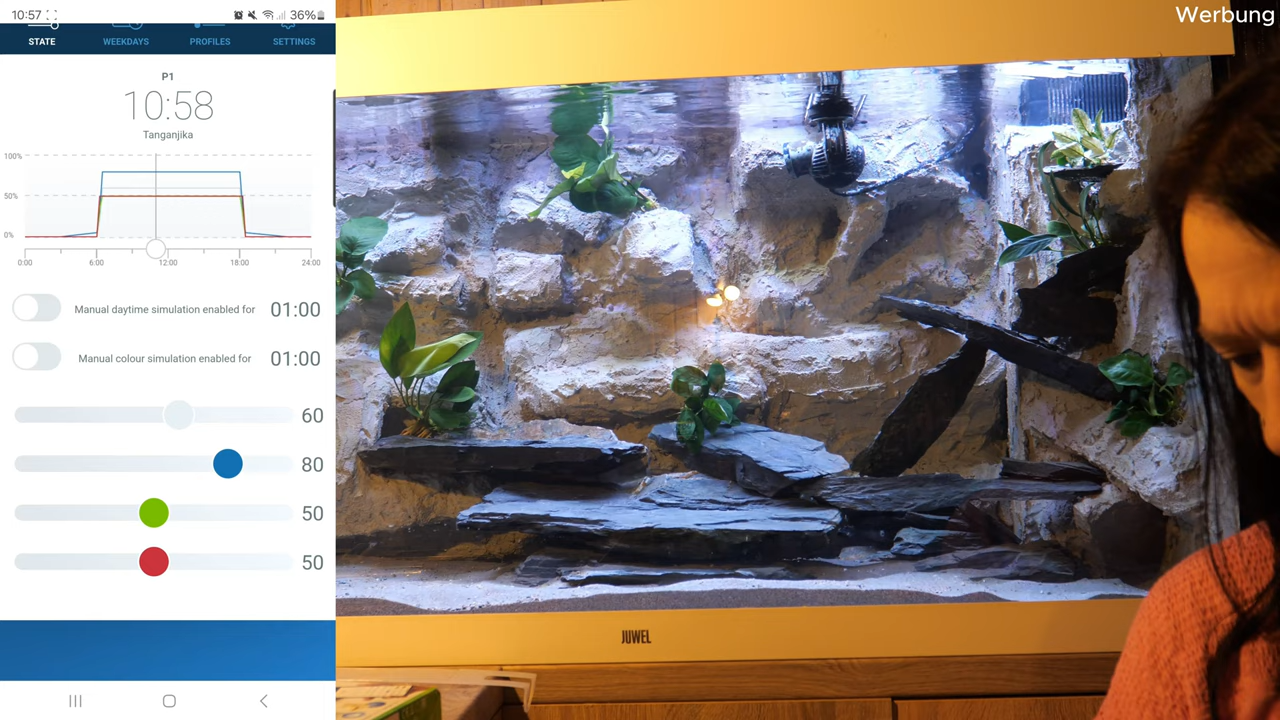 10:57
36%
Werbung
STATE
WEEKDAYS
PROFILES
SETTINGS
P1
10:58
Tanganjika
100%
50%
0%
0:00
6:00
12:00
18:00
24:00
Manual daytime simulation enabled for
01:00
Manual colour simulation enabled for
01:00
60
80
50
50
JUWEL